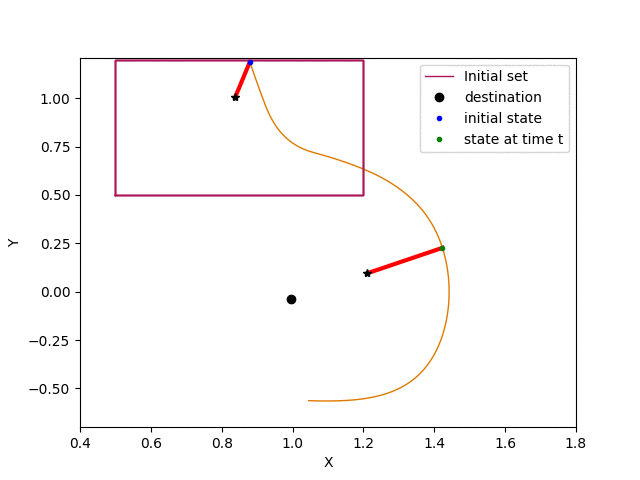 Initial set
destination
initial state
state at time t
1.00
0.75
0.50
0.25
0.00
−0.25
−0.50
Y
0.4
0.6
0.8
1.0
1.2
1.4
1.6
1.8
X